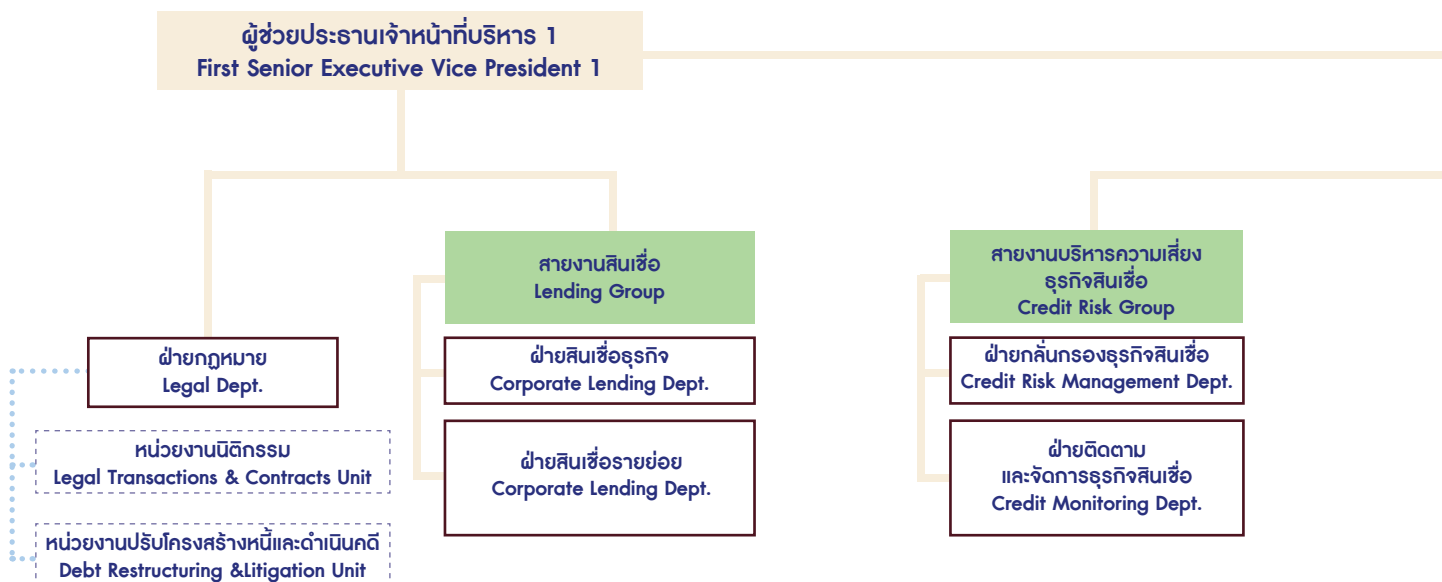 ผู้ช่วยประธานเจ้าหน้าที่บริหาร 1
First Senior Executive Vice President 1
สายงานสินเชื่อ
Lending Group
สายงานบริหารความเสี่ยง
ธุรกิจสินเชื่อ
Credit Risk Group
ฝ่ายกฎหมาย
Legal Dept.
ฝ่ายสินเชื่อธุรกิจ
Corporate Lending Dept.
ฝ่ายกลั่นกรองธุรกิจสินเชื่อ
Credit Risk Management Dept.
หน่วยงานนิติกรรม
Legal Transactions & Contracts Unit
ฝ่ายสินเชื่อรายย่อย
Corporate Lending Dept.
ฝ่ายติดตาม
และจัดการธุรกิจสินเชื่อ
Credit Monitoring Dept.
หน่วยงานปรับโครงสร้างหนี้และดำเนินคดี
Debt Restructuring &Litigation Unit